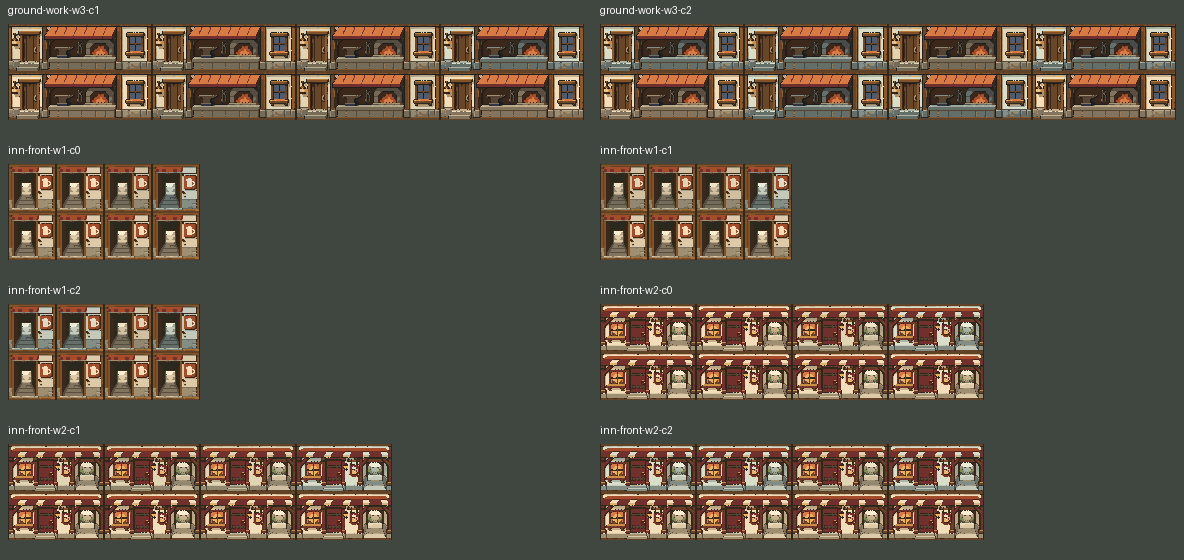 ground-work-w3-c1
ground-work-w3-c2
inn-front-w1-c0
inn-front-w1-c1
inn-front-w1-c2
inn-front-w2-c0
inn-front-w2-c1
inn-front-w2-c2